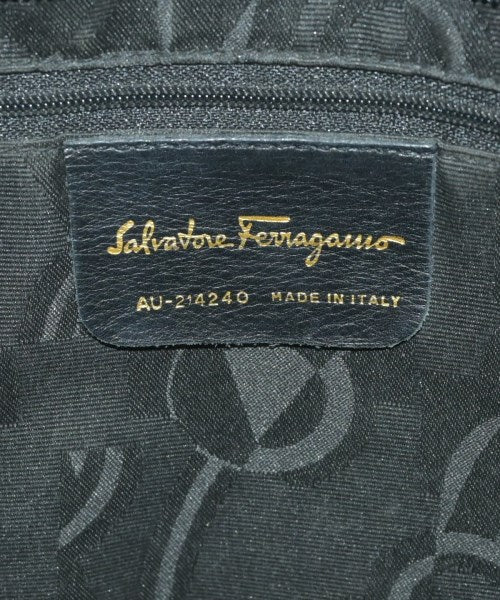 Salvatore Ferragamo
AU-214240 MADE IN ITALY